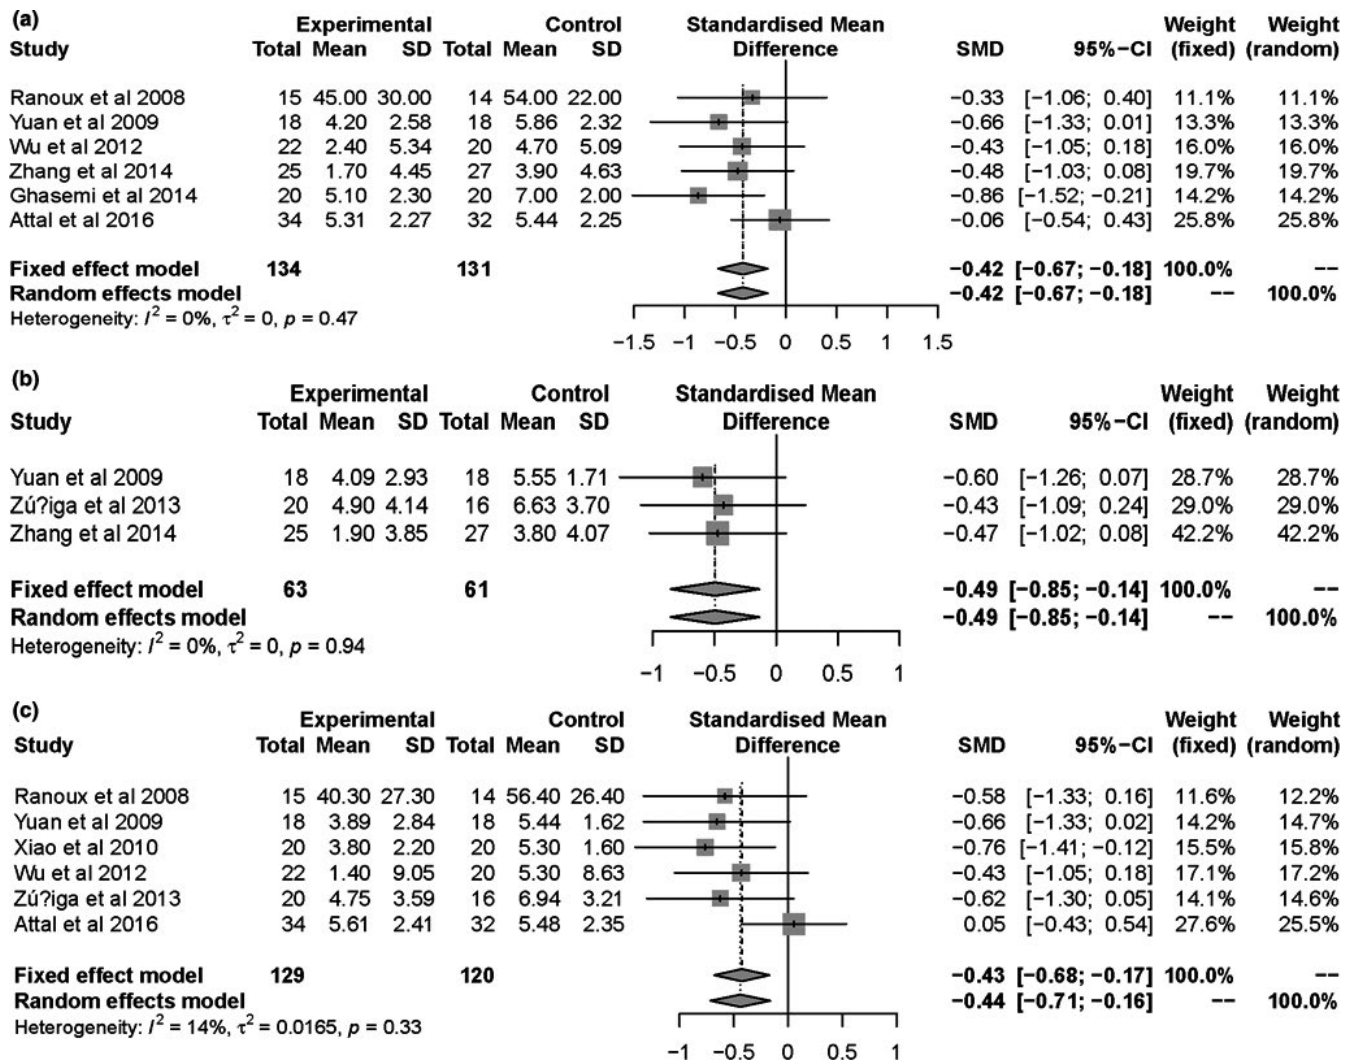 (a)
Experimental Control Standardised Mean Weight Weight
Study Total Mean SD Total Mean SD Difference SMD 95%−CI (fixed) (random)
Ranoux et al 2008 15 45.00 30.00 14 54.00 22.00 −0.33 [−1.06; 0.40] 11.1% 11.1%
Yuan et al 2009 18 4.20 2.58 18 5.86 2.32 −0.66 [−1.33; 0.01] 13.3% 13.3%
Wu et al 2012 22 2.40 5.34 20 4.70 5.09 −0.43 [−1.05; 0.18] 16.0% 16.0%
Zhang et al 2014 25 1.70 4.45 27 3.90 4.63 −0.48 [−1.03; 0.08] 19.7% 19.7%
Ghasemi et al 2014 20 5.10 2.30 20 7.00 2.00 −0.86 [−1.52; −0.21] 14.2% 14.2%
Attal et al 2016 34 5.31 2.27 32 5.44 2.25 −0.06 [−0.54; 0.43] 25.8% 25.8%
Fixed effect model 134 131 −0.42 [−0.67; −0.18] 100.0% −−
Random effects model −0.42 [−0.67; −0.18] −− 100.0%
Heterogeneity: I² = 0%, τ² = 0, p = 0.47
−1.5 −1 −0.5 0 0.5 1 1.5
(b)
Experimental Control Standardised Mean Weight Weight
Study Total Mean SD Total Mean SD Difference SMD 95%−CI (fixed) (random)
Yuan et al 2009 18 4.09 2.93 18 5.55 1.71 −0.60 [−1.26; 0.07] 28.7% 28.7%
Zú?iga et al 2013 20 4.90 4.14 16 6.63 3.70 −0.43 [−1.09; 0.24] 29.0% 29.0%
Zhang et al 2014 25 1.90 3.85 27 3.80 4.07 −0.47 [−1.02; 0.08] 42.2% 42.2%
Fixed effect model 63 61 −0.49 [−0.85; −0.14] 100.0% −−
Random effects model −0.49 [−0.85; −0.14] −− 100.0%
Heterogeneity: I² = 0%, τ² = 0, p = 0.94
−1 −0.5 0 0.5 1
(c)
Experimental Control Standardised Mean Weight Weight
Study Total Mean SD Total Mean SD Difference SMD 95%−CI (fixed) (random)
Ranoux et al 2008 15 40.30 27.30 14 56.40 26.40 −0.58 [−1.33; 0.16] 11.6% 12.2%
Yuan et al 2009 18 3.89 2.84 18 5.44 1.62 −0.66 [−1.33; 0.02] 14.2% 14.7%
Xiao et al 2010 20 3.80 2.20 20 5.30 1.60 −0.76 [−1.41; −0.12] 15.5% 15.8%
Wu et al 2012 22 1.40 9.05 20 5.30 8.63 −0.43 [−1.05; 0.18] 17.1% 17.2%
Zú?iga et al 2013 20 4.75 3.59 16 6.94 3.21 −0.62 [−1.30; 0.05] 14.1% 14.6%
Attal et al 2016 34 5.61 2.41 32 5.48 2.35 0.05 [−0.43; 0.54] 27.6% 25.5%
Fixed effect model 129 120 −0.43 [−0.68; −0.17] 100.0% −−
Random effects model −0.44 [−0.71; −0.16] −− 100.0%
Heterogeneity: I² = 14%, τ² = 0.0165, p = 0.33
−1 −0.5 0 0.5 1